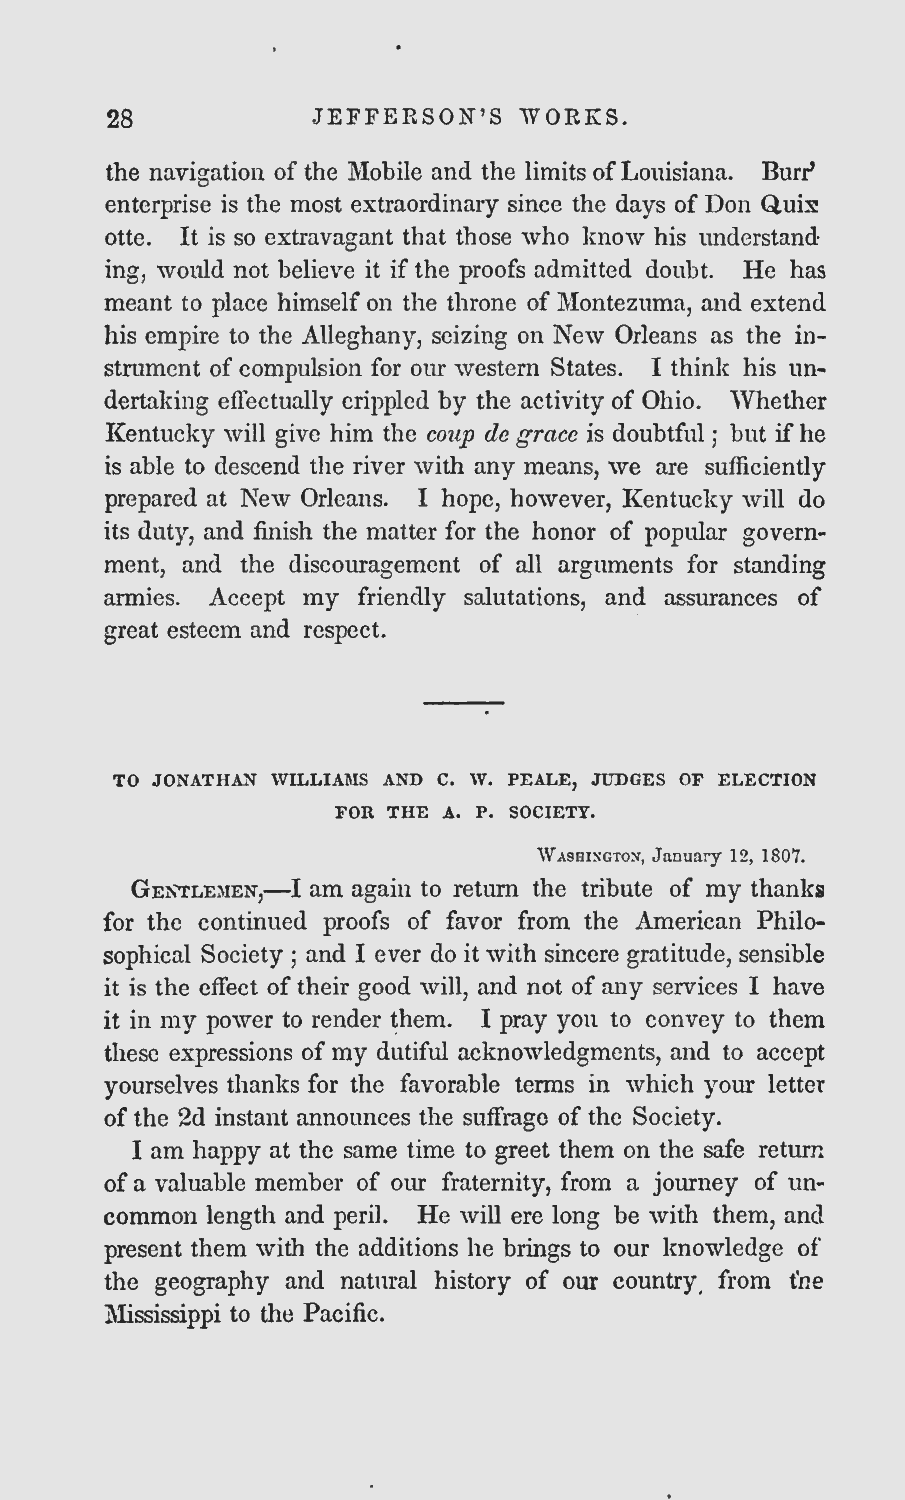 28 JEFFERSON'S WORKS.
the navigation of the Mobile and the limits of Louisiana. Burr'
enterprise is the most extraordinary since the days of Don Quix
otte. It is so extravagant that those who know his understand-
ing, would not believe it if the proofs admitted doubt. He has
meant to place himself on the throne of Montezuma, and extend
his empire to the Alleghany, seizing on New Orleans as the in-
strument of compulsion for our western States. I think his un-
dertaking effectually crippled by the activity of Ohio. Whether
Kentucky will give him the coup de grace is doubtful; but if he
is able to descend the river with any means, we are sufficiently
prepared at New Orleans. I hope, however, Kentucky will do
its duty, and finish the matter for the honor of popular govern-
ment, and the discouragement of all arguments for standing
armies. Accept my friendly salutations, and assurances of
great esteem and respect.
TO JONATHAN WILLIAMS AND C. W. PEALE, JUDGES OF ELECTION
FOR THE A. P. SOCIETY.
WASHINGTON, January 12, 1807.
GENTLEMEN,—I am again to return the tribute of my thanks
for the continued proofs of favor from the American Philo-
sophical Society; and I ever do it with sincere gratitude, sensible
it is the effect of their good will, and not of any services I have
it in my power to render them. I pray you to convey to them
these expressions of my dutiful acknowledgments, and to accept
yourselves thanks for the favorable terms in which your letter
of the 2d instant announces the suffrage of the Society.
I am happy at the same time to greet them on the safe return
of a valuable member of our fraternity, from a journey of un-
common length and peril. He will ere long be with them, and
present them with the additions he brings to our knowledge of
the geography and natural history of our country, from the
Mississippi to the Pacific.